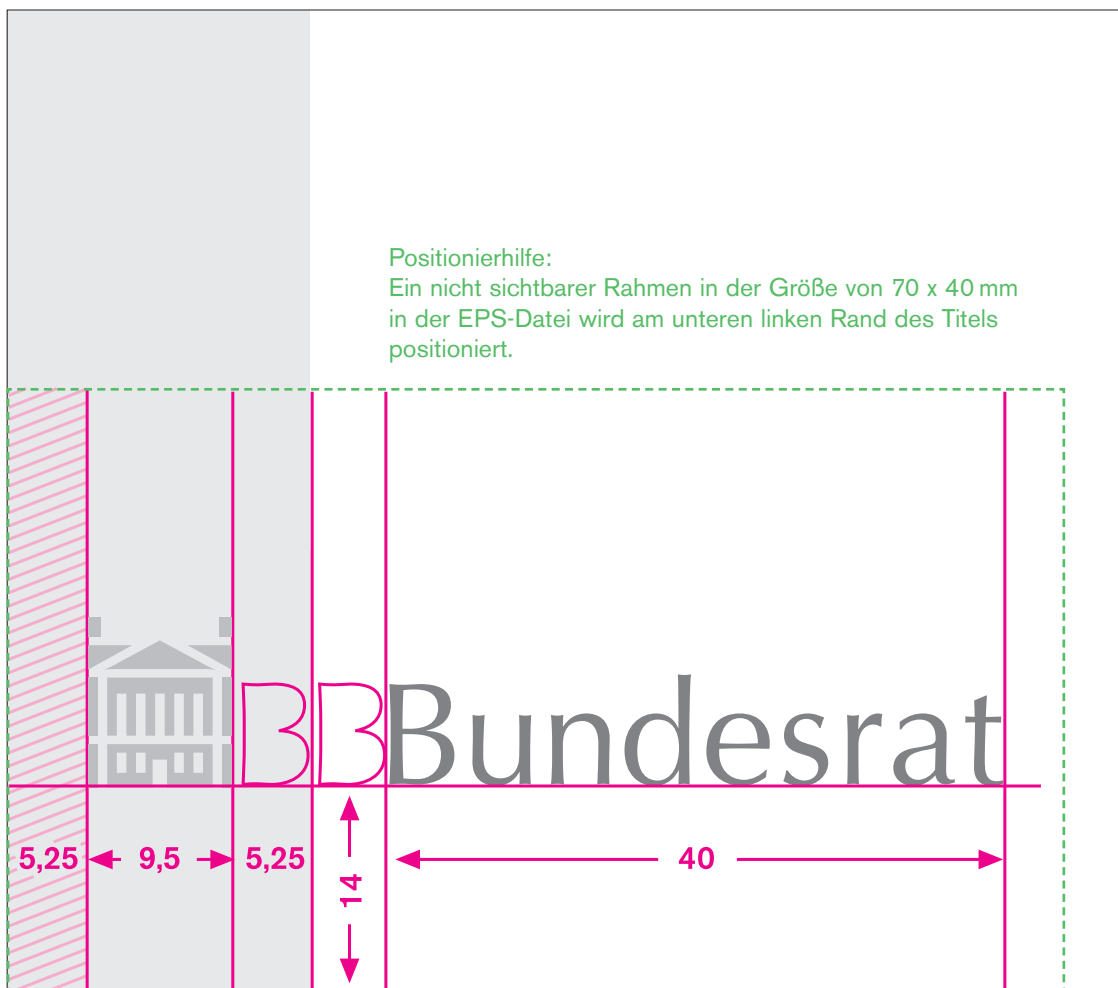 Positionierhilfe:
Ein nicht sichtbarer Rahmen in der Größe von 70 x 40 mm
in der EPS-Datei wird am unteren linken Rand des Titels
positioniert.
BBBundesrat
5,25 9,5 5,25 40
14